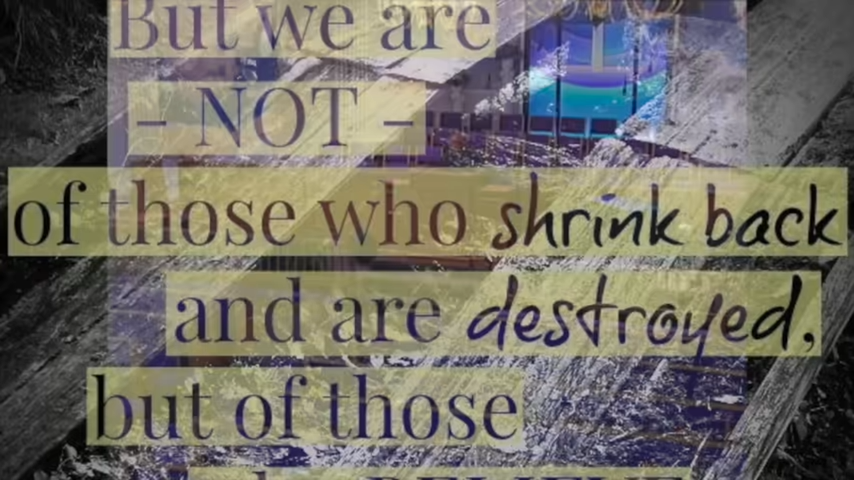 But we are
- NOT -
of those who shrink back
and are destroyed,
but of those